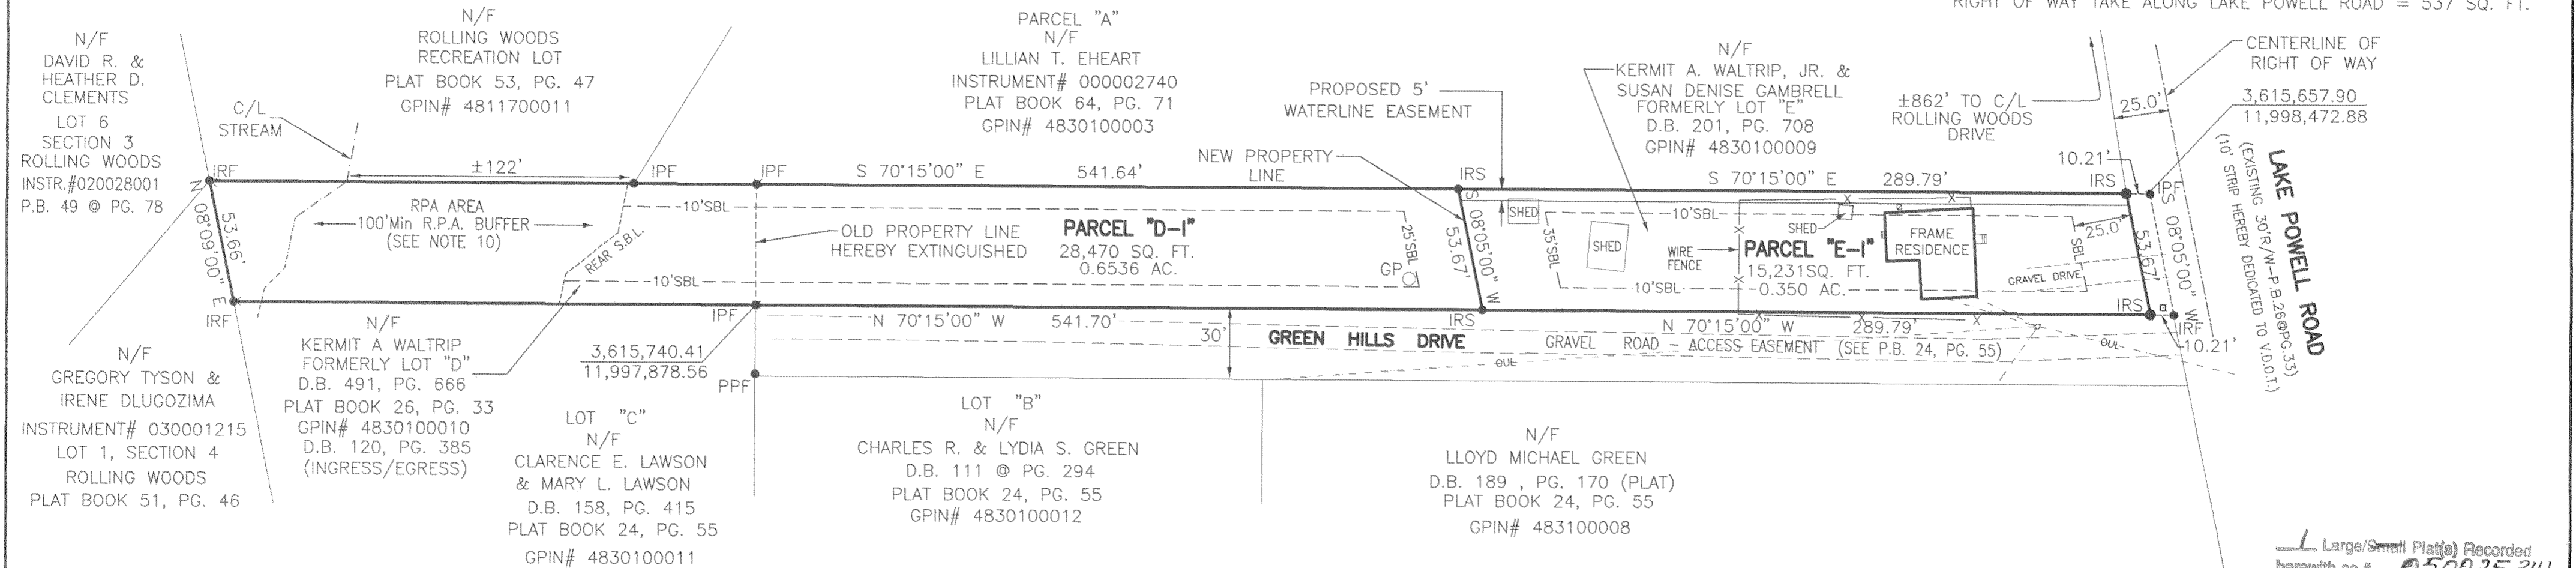 RIGHT OF WAY TAKE ALONG LAKE POWELL ROAD = 537 SQ. FT.
N/F
DAVID R. &
HEATHER D.
CLEMENTS
LOT 6
SECTION 3
ROLLING WOODS
INSTR.#020028001
P.B. 49 @ PG. 78
N/F
ROLLING WOODS
RECREATION LOT
PLAT BOOK 53, PG. 47
GPIN# 4811700011
C/L
STREAM
PARCEL "A"
N/F
LILLIAN T. EHEART
INSTRUMENT# 000002740
PLAT BOOK 64, PG. 71
GPIN# 4830100003
PROPOSED 5'
WATERLINE EASEMENT
NEW PROPERTY
LINE
N/F
KERMIT A. WALTRIP, JR. &
SUSAN DENISE GAMBRELL
FORMERLY LOT "E"
D.B. 201, PG. 708
GPIN# 4830100009
±862' TO C/L
ROLLING WOODS
DRIVE
25.0'
CENTERLINE OF
RIGHT OF WAY
3,615,657.90
11,998,472.88
10.21'
IRF
±122'
IPF
IPF
S 70°15'00" E 541.64'
IRS
S 70°15'00" E 289.79'
IRS
IPF
N 08°09'00" E
53.66'
RPA AREA
100'Min R.P.A. BUFFER
(SEE NOTE 10)
REAR S.B.L.
10'SBL
OLD PROPERTY LINE
HEREBY EXTINGUISHED
PARCEL "D-1"
28,470 SQ. FT.
0.6536 AC.
25'SBL
GP
10'SBL
S 08°05'00" W
53.67'
SHED
35'SBL
10'SBL
SHED
WIRE
FENCE
SHED
PARCEL "E-1"
15,231SQ. FT.
0.350 AC.
10'SBL
FRAME
RESIDENCE
GRAVEL DRIVE
SBL
25.0'
53.67'
S 08°05'00" W
LAKE POWELL ROAD
(EXISTING 30'R/W-P.B.26@PG.33)
(10' STRIP HEREBY DEDICATED TO V.D.O.T.)
IRF
IPF
N 70°15'00" W 541.70'
IRS
N 70°15'00" W 289.79'
IRS
IRF
10.21'
30'
GREEN HILLS DRIVE
GRAVEL ROAD - ACCESS EASEMENT (SEE P.B. 24, PG. 55)
OUL
OUL
N/F
GREGORY TYSON &
IRENE DLUGOZIMA
INSTRUMENT# 030001215
LOT 1, SECTION 4
ROLLING WOODS
PLAT BOOK 51, PG. 46
N/F
KERMIT A WALTRIP
FORMERLY LOT "D"
D.B. 491, PG. 666
PLAT BOOK 26, PG. 33
GPIN# 4830100010
D.B. 120, PG. 385
(INGRESS/EGRESS)
3,615,740.41
11,997,878.56
PPF
LOT "C"
N/F
CLARENCE E. LAWSON
& MARY L. LAWSON
D.B. 158, PG. 415
PLAT BOOK 24, PG. 55
GPIN# 4830100011
LOT "B"
N/F
CHARLES R. & LYDIA S. GREEN
D.B. 111 @ PG. 294
PLAT BOOK 24, PG. 55
GPIN# 4830100012
N/F
LLOYD MICHAEL GREEN
D.B. 189 , PG. 170 (PLAT)
PLAT BOOK 24, PG. 55
GPIN# 483100008
1 Large/Small Plat(s) Recorded
herewith as #